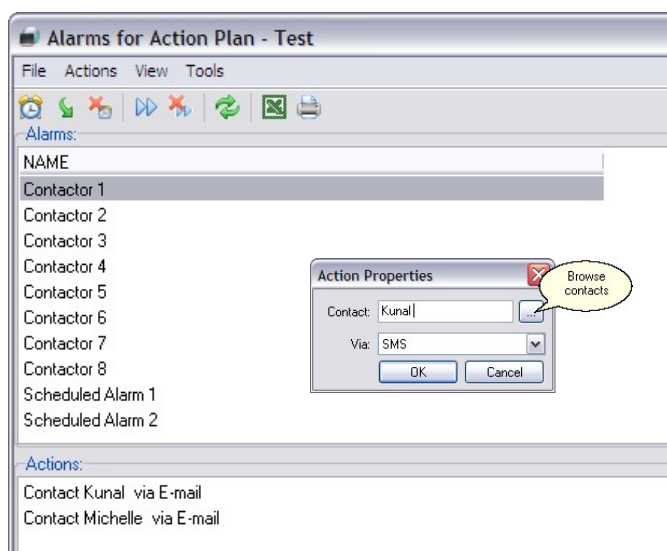 Alarms for Action Plan - Test
File Actions View Tools
Alarms:
NAME
Contactor 1
Contactor 2
Contactor 3
Contactor 4
Contactor 5
Contactor 6
Contactor 7
Contactor 8
Scheduled Alarm 1
Scheduled Alarm 2
Action Properties
Browse
contacts
Contact: Kunal ...
Via: SMS
OK Cancel
Actions:
Contact Kunal via E-mail
Contact Michelle via E-mail